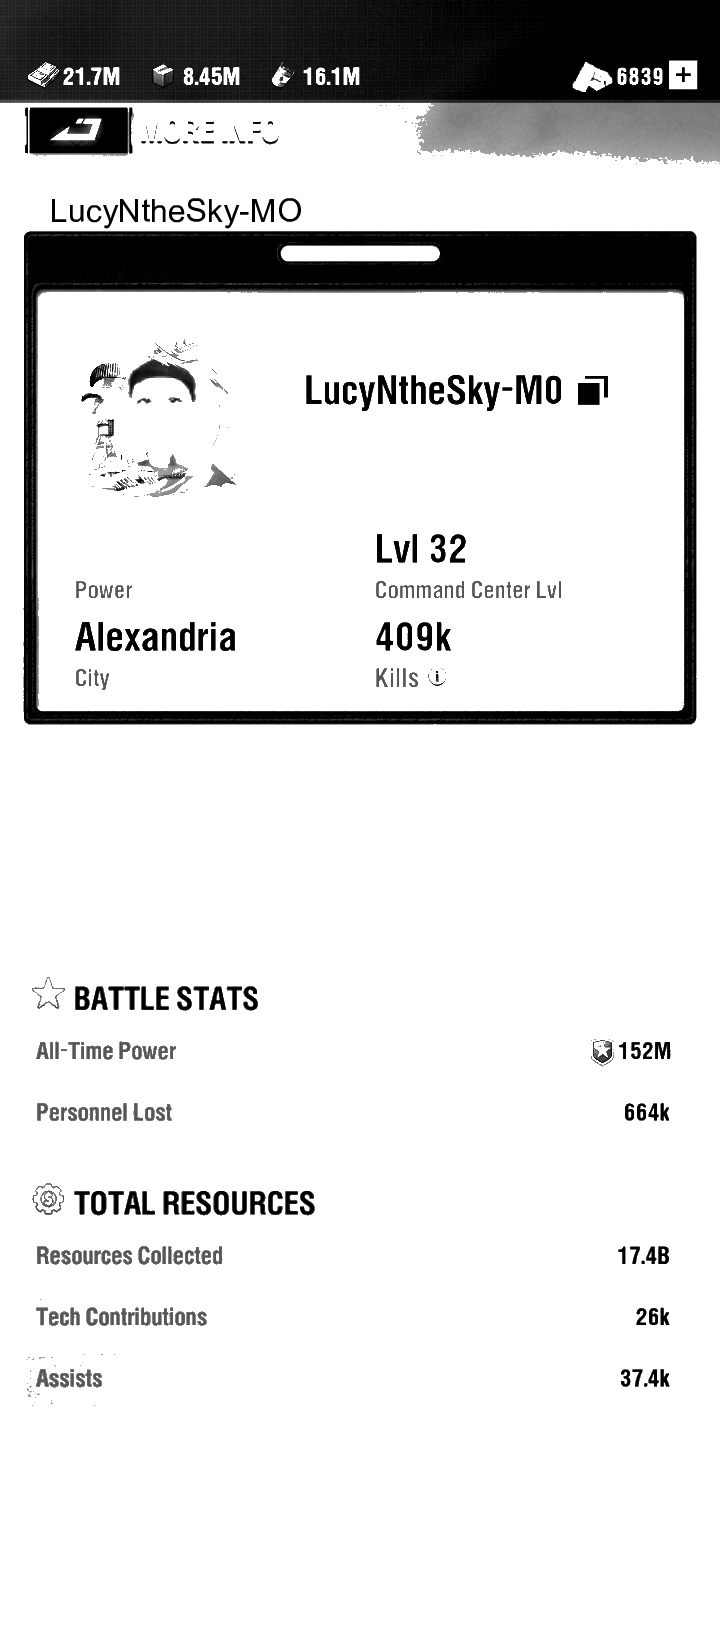 21.7M 8.45M 16.1M 6839 +
MORE INFO
LucyNtheSky-MO
LucyNtheSky-MO
Lvl 32
Power Command Center Lvl
Alexandria 409k
City Kills i
BATTLE STATS
All-Time Power 152M
Personnel Lost 664k
TOTAL RESOURCES
Resources Collected 17.4B
Tech Contributions 26k
Assists 37.4k